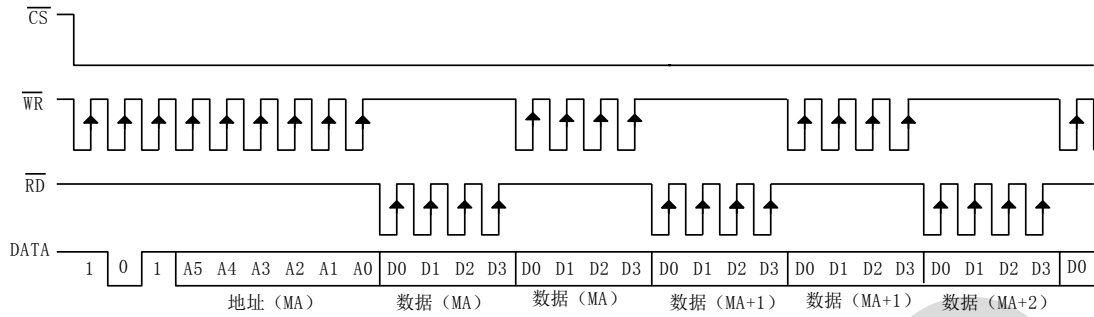 CS
WR
RD
DATA
1 0 1 A5 A4 A3 A2 A1 A0 D0 D1 D2 D3 D0 D1 D2 D3 D0 D1 D2 D3 D0 D1 D2 D3 D0 D1 D2 D3 D0
地址（MA） 数据（MA） 数据（MA） 数据（MA+1） 数据（MA+1） 数据（MA+2）